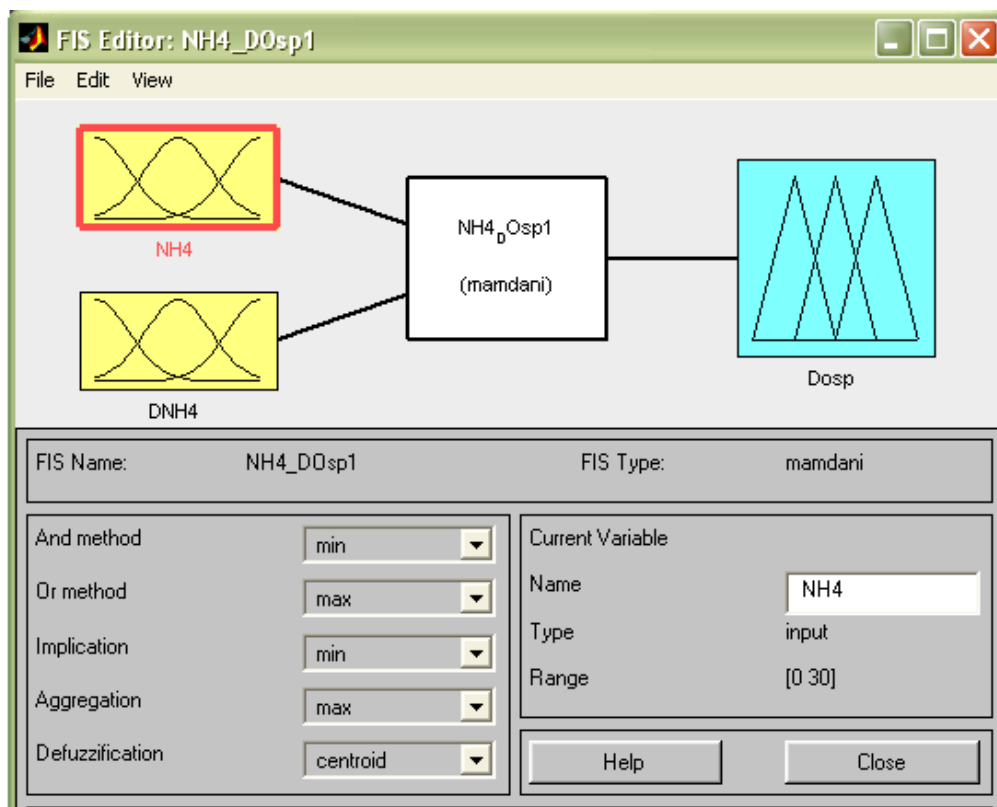 FIS Editor: NH4_DOsp1
File Edit View
NH4
DNH4
NH4DOsp1
(mamdani)
Dosp
FIS Name: NH4_DOsp1 FIS Type: mamdani
And method min
Or method max
Implication min
Aggregation max
Defuzzification centroid
Current Variable
Name NH4
Type input
Range [0 30]
Help Close